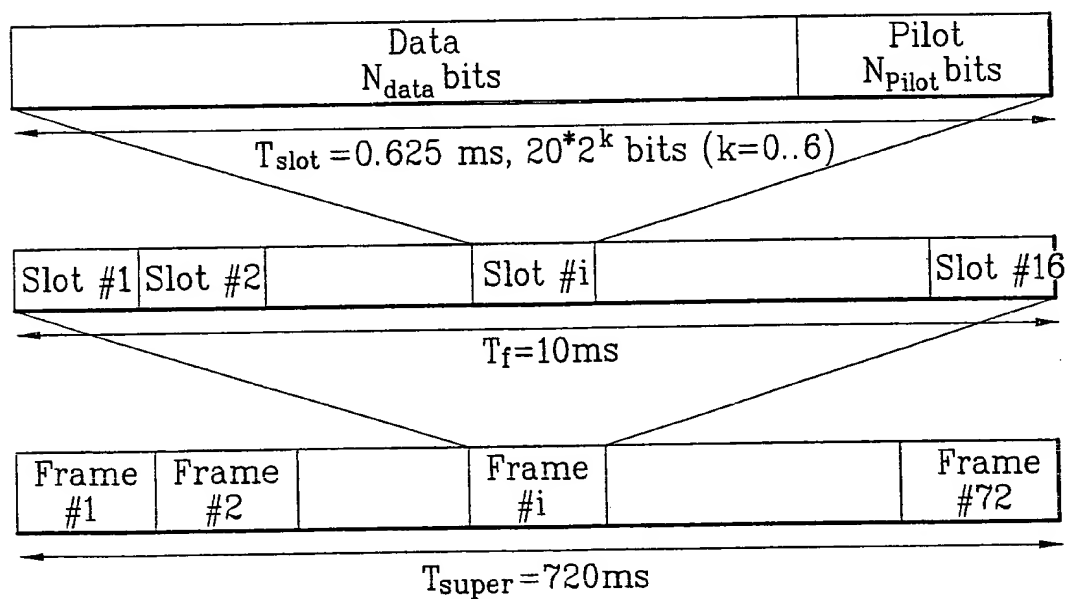 Data
N_data bits
Pilot
N_Pilot bits
T_slot =0.625 ms, 20*2^k bits (k=0..6)
Slot #1 Slot #2 Slot #i Slot #16
T_f=10ms
Frame #1
Frame #2
Frame #i
Frame #72
T_super=720ms